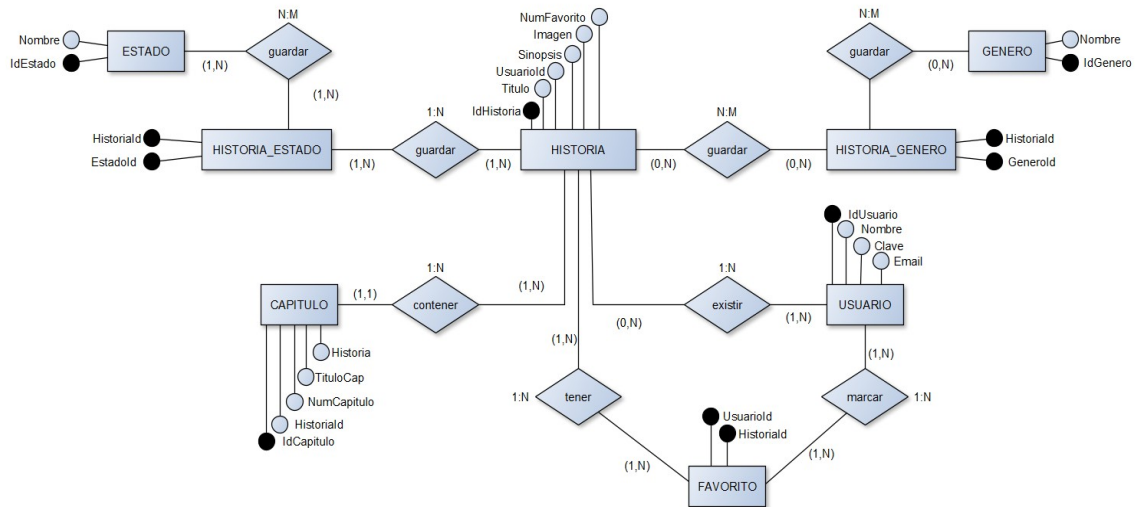 N:M
Nombre
IdEstado
ESTADO
(1,N)
guardar
(1,N)
NumFavorito
Imagen
Sinopsis
UsuarioId
Titulo
IdHistoria
N:M
guardar
(0,N)
GENERO
Nombre
IdGenero
HistoriaId
EstadoId
HISTORIA_ESTADO
(1,N)
1:N
guardar
(1,N)
HISTORIA
(0,N)
N:M
guardar
(0,N)
HISTORIA_GENERO
HistoriaId
GeneroId
IdUsuario
Nombre
Clave
Email
CAPITULO
(1,1)
1:N
contener
(1,N)
(0,N)
1:N
existir
(1,N)
USUARIO
Historia
TituloCap
NumCapitulo
HistoriaId
IdCapitulo
(1,N)
1:N
tener
(1,N)
(1,N)
marcar
1:N
(1,N)
UsuarioId
HistoriaId
FAVORITO